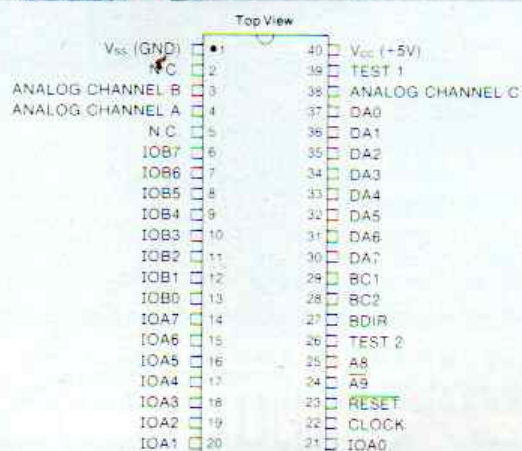 Top View
Vss (GND) 1 40 Vcc (+5V)
N.C. 2 39 TEST 1
ANALOG CHANNEL B 3 38 ANALOG CHANNEL C
ANALOG CHANNEL A 4 37 DA0
N.C. 5 36 DA1
IOB7 6 35 DA2
IOB6 7 34 DA3
IOB5 8 33 DA4
IOB4 9 32 DA5
IOB3 10 31 DA6
IOB2 11 30 DA7
IOB1 12 29 BC1
IOB0 13 28 BC2
IOA7 14 27 BDIR
IOA6 15 26 TEST 2
IOA5 16 25 A8
IOA4 17 24 A9
IOA3 18 23 RESET
IOA2 19 22 CLOCK
IOA1 20 21 IOA0